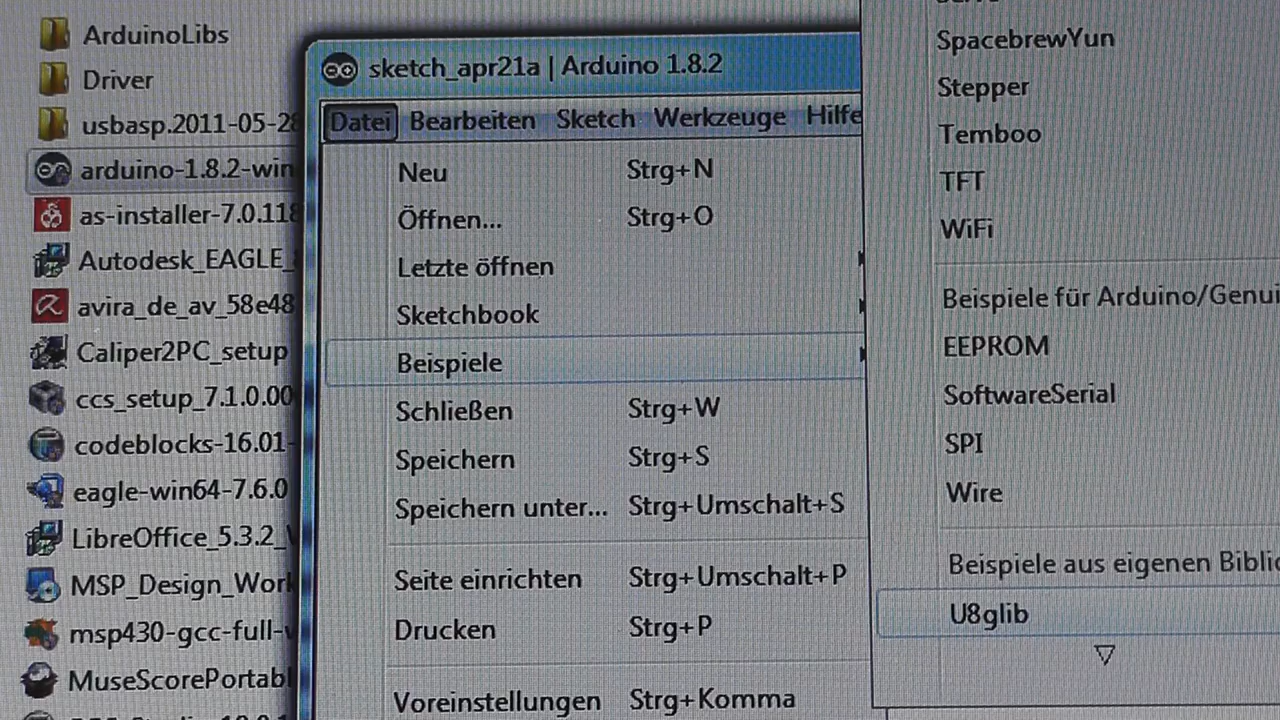 ArduinoLibs
Driver
usbasp.2011-05-28
arduino-1.8.2-win
as-installer-7.0.118
Autodesk_EAGLE_
avira_de_av_58e48
Caliper2PC_setup
ccs_setup_7.1.0.00
codeblocks-16.01-
eagle-win64-7.6.0
LibreOffice_5.3.2_
MSP_Design_Work
msp430-gcc-full-
MuseScorePortabl
sketch_apr21a | Arduino 1.8.2
Datei Bearbeiten Sketch Werkzeuge Hilfe
Neu Strg+N
Öffnen... Strg+O
Letzte öffnen
Sketchbook
Beispiele
Schließen Strg+W
Speichern Strg+S
Speichern unter... Strg+Umschalt+S
Seite einrichten Strg+Umschalt+P
Drucken Strg+P
Voreinstellungen Strg+Komma
SpacebrewYun
Stepper
Temboo
TFT
WiFi
Beispiele für Arduino/Genui
EEPROM
SoftwareSerial
SPI
Wire
Beispiele aus eigenen Biblio
U8glib